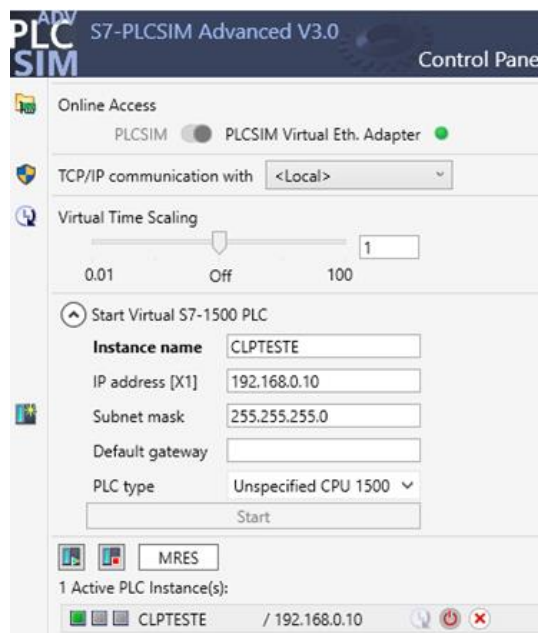 ADV
PLC
SIM
S7-PLCSIM Advanced V3.0
Control Pane
Online Access
PLCSIM PLCSIM Virtual Eth. Adapter
TCP/IP communication with <Local>
Virtual Time Scaling
1
0.01 Off 100
Start Virtual S7-1500 PLC
Instance name CLPTESTE
IP address [X1] 192.168.0.10
Subnet mask 255.255.255.0
Default gateway
PLC type Unspecified CPU 1500
Start
MRES
1 Active PLC Instance(s):
CLPTESTE / 192.168.0.10